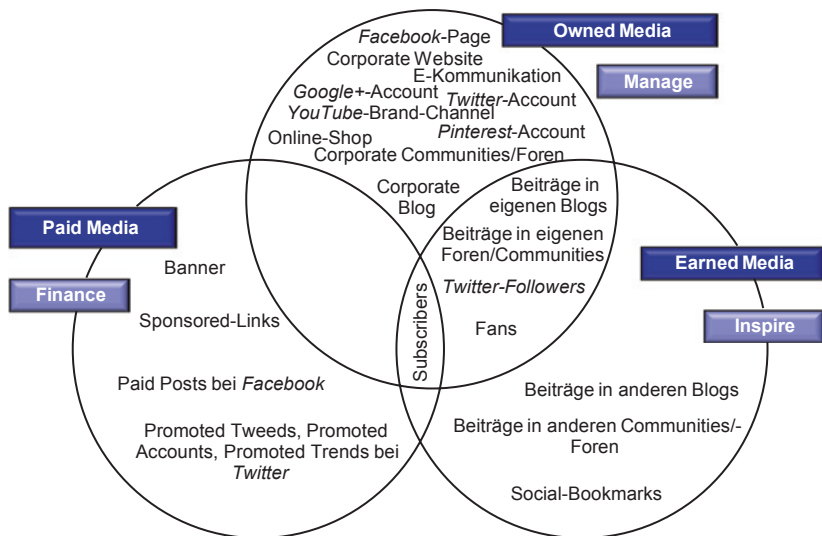 Facebook-Page
Owned Media
Corporate Website
E-Kommunikation
Manage
Google+-Account
Twitter-Account
YouTube-Brand-Channel
Pinterest-Account
Online-Shop
Corporate Communities/Foren
Corporate
Blog
Beiträge in
eigenen Blogs
Paid Media
Beiträge in eigenen
Foren/Communities
Banner
Earned Media
Finance
Twitter-Followers
Sponsored-Links
Subscribers
Fans
Inspire
Paid Posts bei Facebook
Beiträge in anderen Blogs
Promoted Tweeds, Promoted
Accounts, Promoted Trends bei
Twitter
Beiträge in anderen Communities/-
Foren
Social-Bookmarks